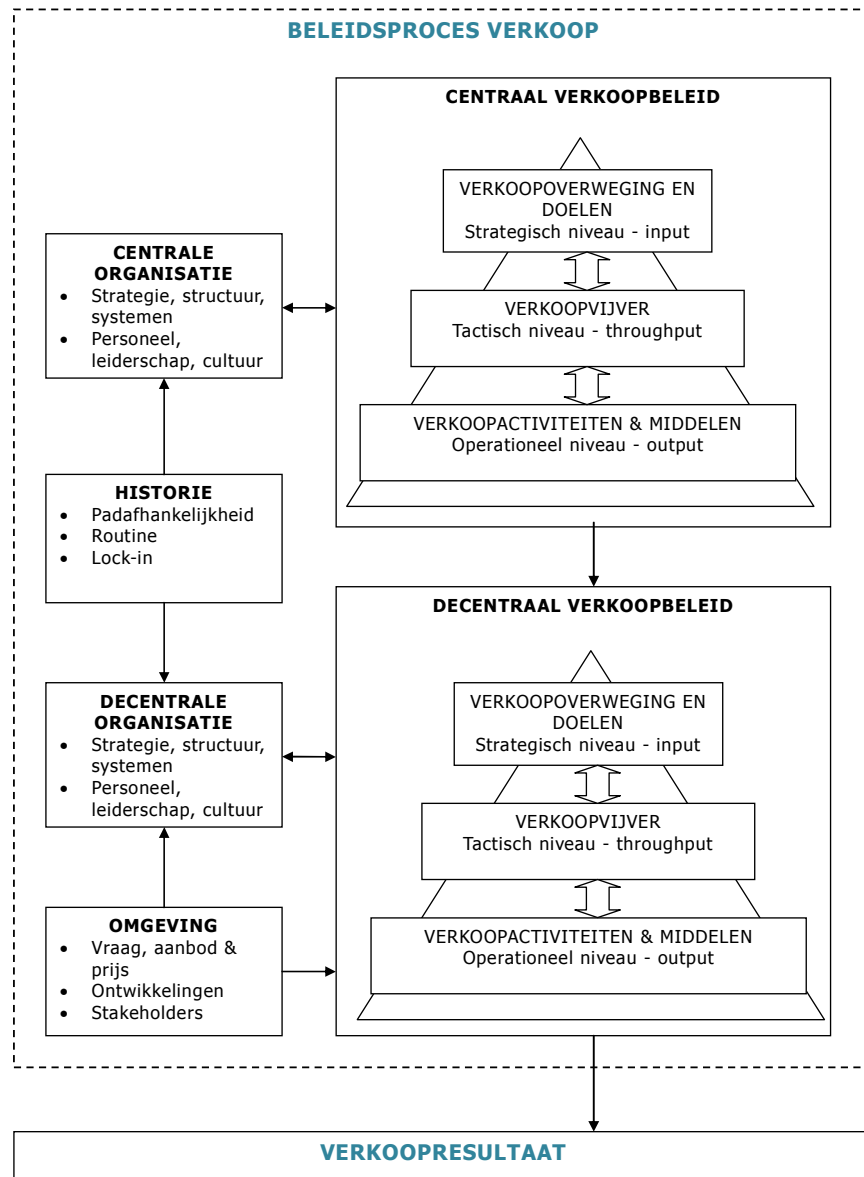 BELEIDSPROCES VERKOOP
CENTRAAL VERKOOPBELEID
VERKOOPOVERWEGING EN
DOELEN
Strategisch niveau - input
VERKOOPVIJVER
Tactisch niveau - throughput
VERKOOPACTIVITEITEN & MIDDELEN
Operationeel niveau - output
CENTRALE
ORGANISATIE
• Strategie, structuur,
systemen
• Personeel,
leiderschap, cultuur
HISTORIE
• Padafhankelijkheid
• Routine
• Lock-in
DECENTRAAL VERKOOPBELEID
VERKOOPOVERWEGING EN
DOELEN
Strategisch niveau - input
VERKOOPVIJVER
Tactisch niveau - throughput
VERKOOPACTIVITEITEN & MIDDELEN
Operationeel niveau - output
DECENTRALE
ORGANISATIE
• Strategie, structuur,
systemen
• Personeel,
leiderschap, cultuur
OMGEVING
• Vraag, aanbod &
prijs
• Ontwikkelingen
• Stakeholders
VERKOOPRESULTAAT